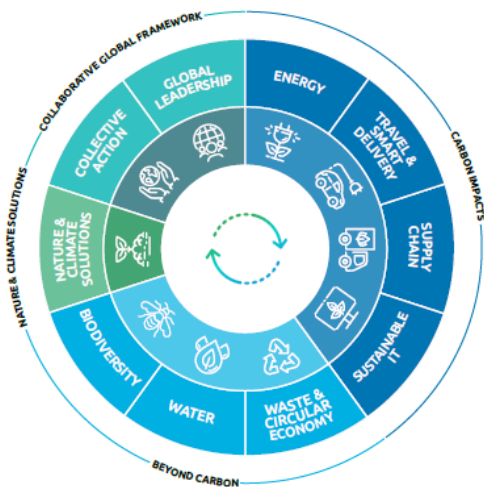 COLLABORATIVE GLOBAL FRAMEWORK
CARBON IMPACTS
BEYOND CARBON
NATURE & CLIMATE SOLUTIONS
GLOBAL
LEADERSHIP
ENERGY
TRAVEL &
SMART
DELIVERY
SUPPLY
CHAIN
SUSTAINABLE
IT
WASTE &
CIRCULAR
ECONOMY
WATER
BIODIVERSITY
NATURE &
CLIMATE
SOLUTIONS
COLLECTIVE
ACTION